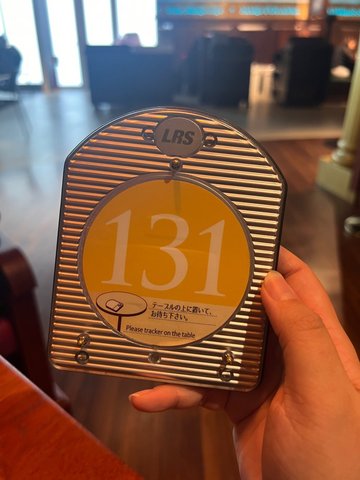 LRS
131
テーブルの上に置いて、
お待ち下さい。
Please tracker on the table